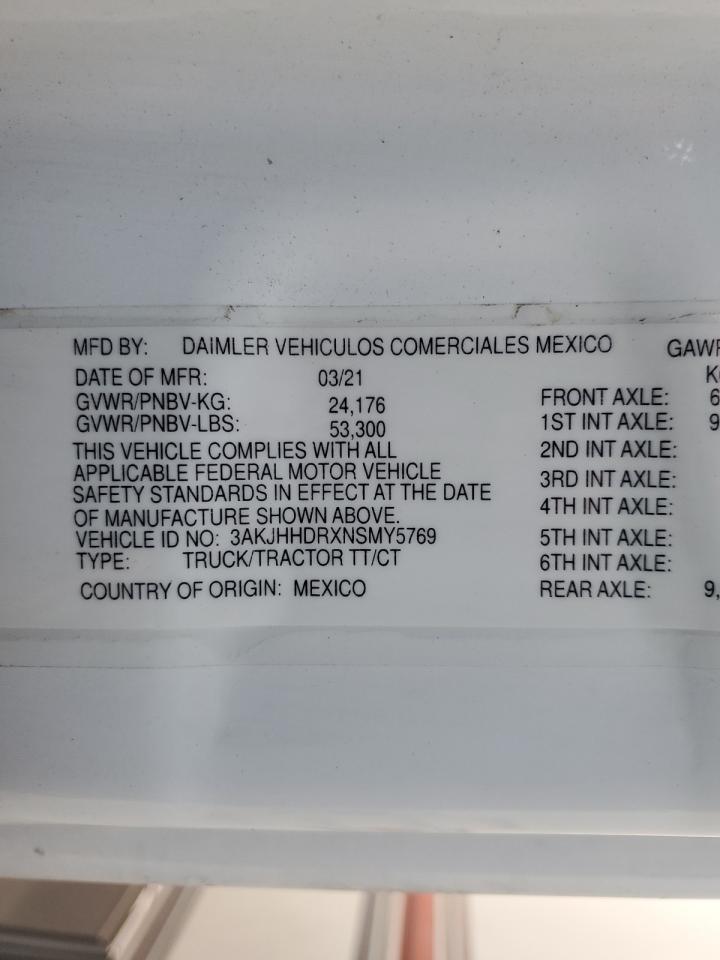 MFD BY: DAIMLER VEHICULOS COMERCIALES MEXICO
DATE OF MFR: 03/21
GVWR/PNBV-KG: 24,176
GVWR/PNBV-LBS: 53,300
THIS VEHICLE COMPLIES WITH ALL
APPLICABLE FEDERAL MOTOR VEHICLE
SAFETY STANDARDS IN EFFECT AT THE DATE
OF MANUFACTURE SHOWN ABOVE.
VEHICLE ID NO: 3AKJHHDRXNSMY5769
TYPE: TRUCK/TRACTOR TT/CT
COUNTRY OF ORIGIN: MEXICO
FRONT AXLE: 6
1ST INT AXLE: 9
2ND INT AXLE:
3RD INT AXLE:
4TH INT AXLE:
5TH INT AXLE:
6TH INT AXLE:
REAR AXLE: 9,